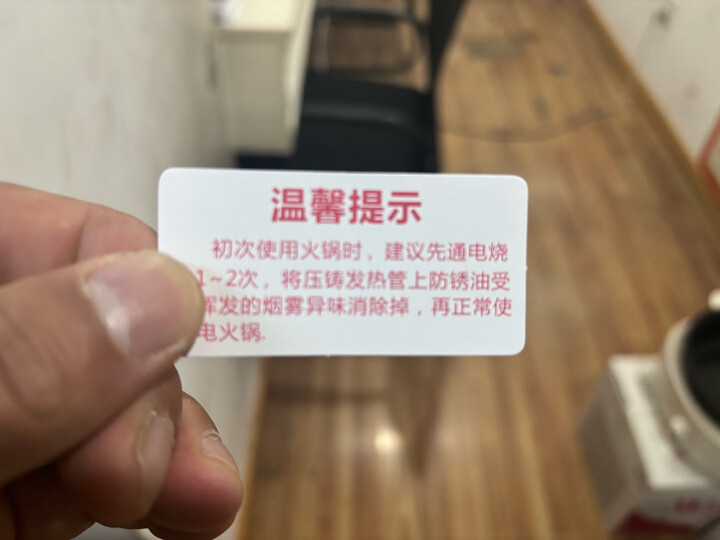 温馨提示
初次使用火锅时，建议先通电烧
1~2次，将压铸发热管上防锈油受
挥发的烟雾异味消除掉，再正常使
电火锅.